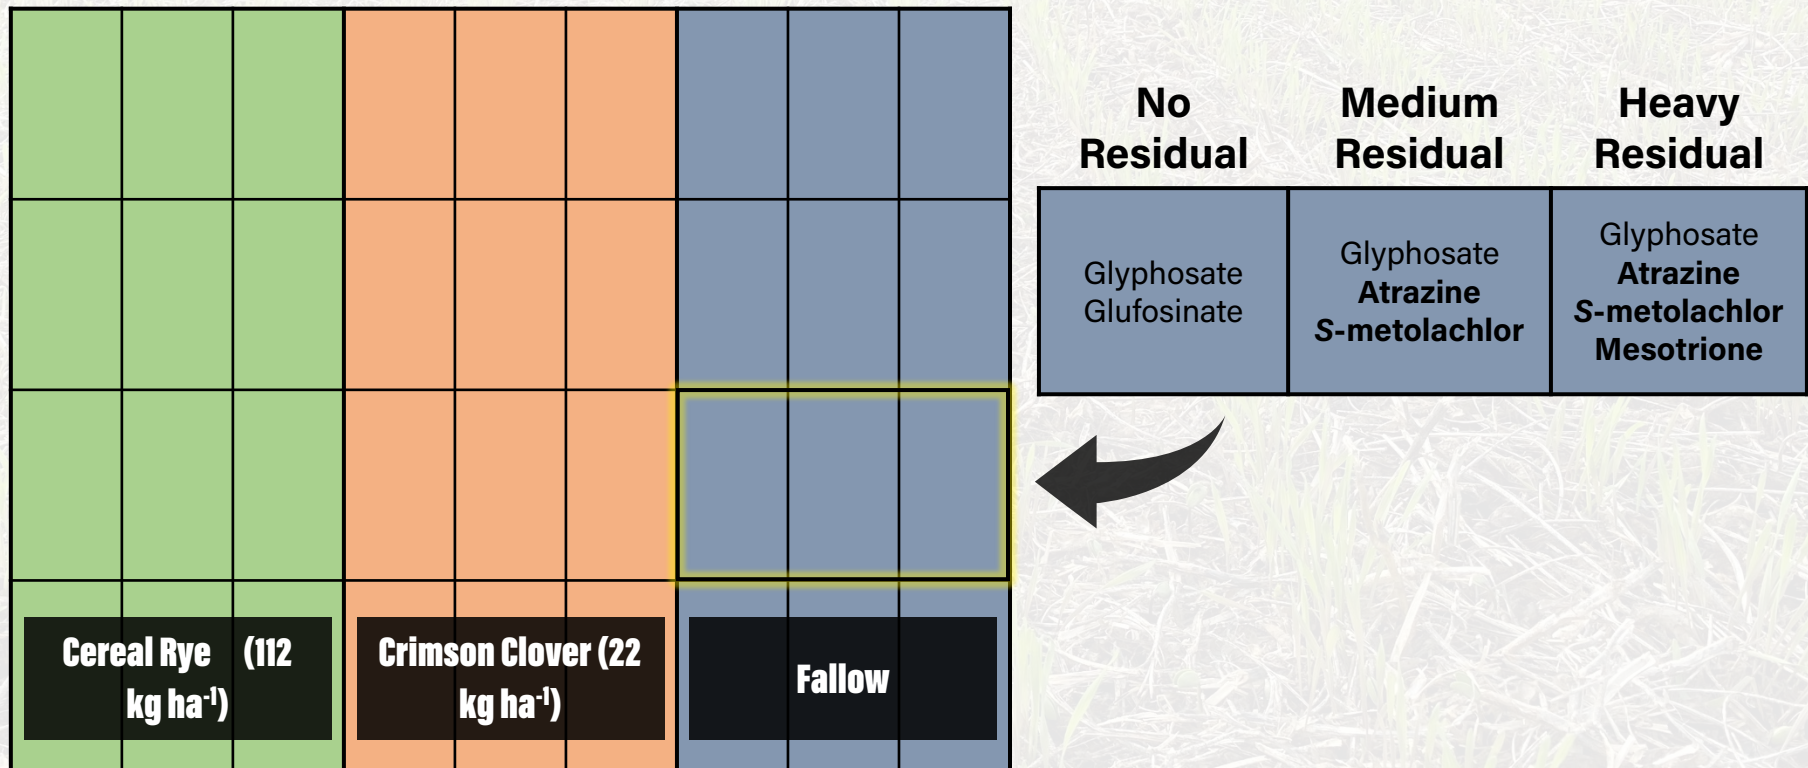 No
Residual
Medium
Residual
Heavy
Residual
Glyphosate
Glufosinate
Glyphosate
Atrazine
S-metolachlor
Glyphosate
Atrazine
S-metolachlor
Mesotrione
Cereal Rye (112
kg ha⁻¹)
Crimson Clover (22
kg ha⁻¹)
Fallow